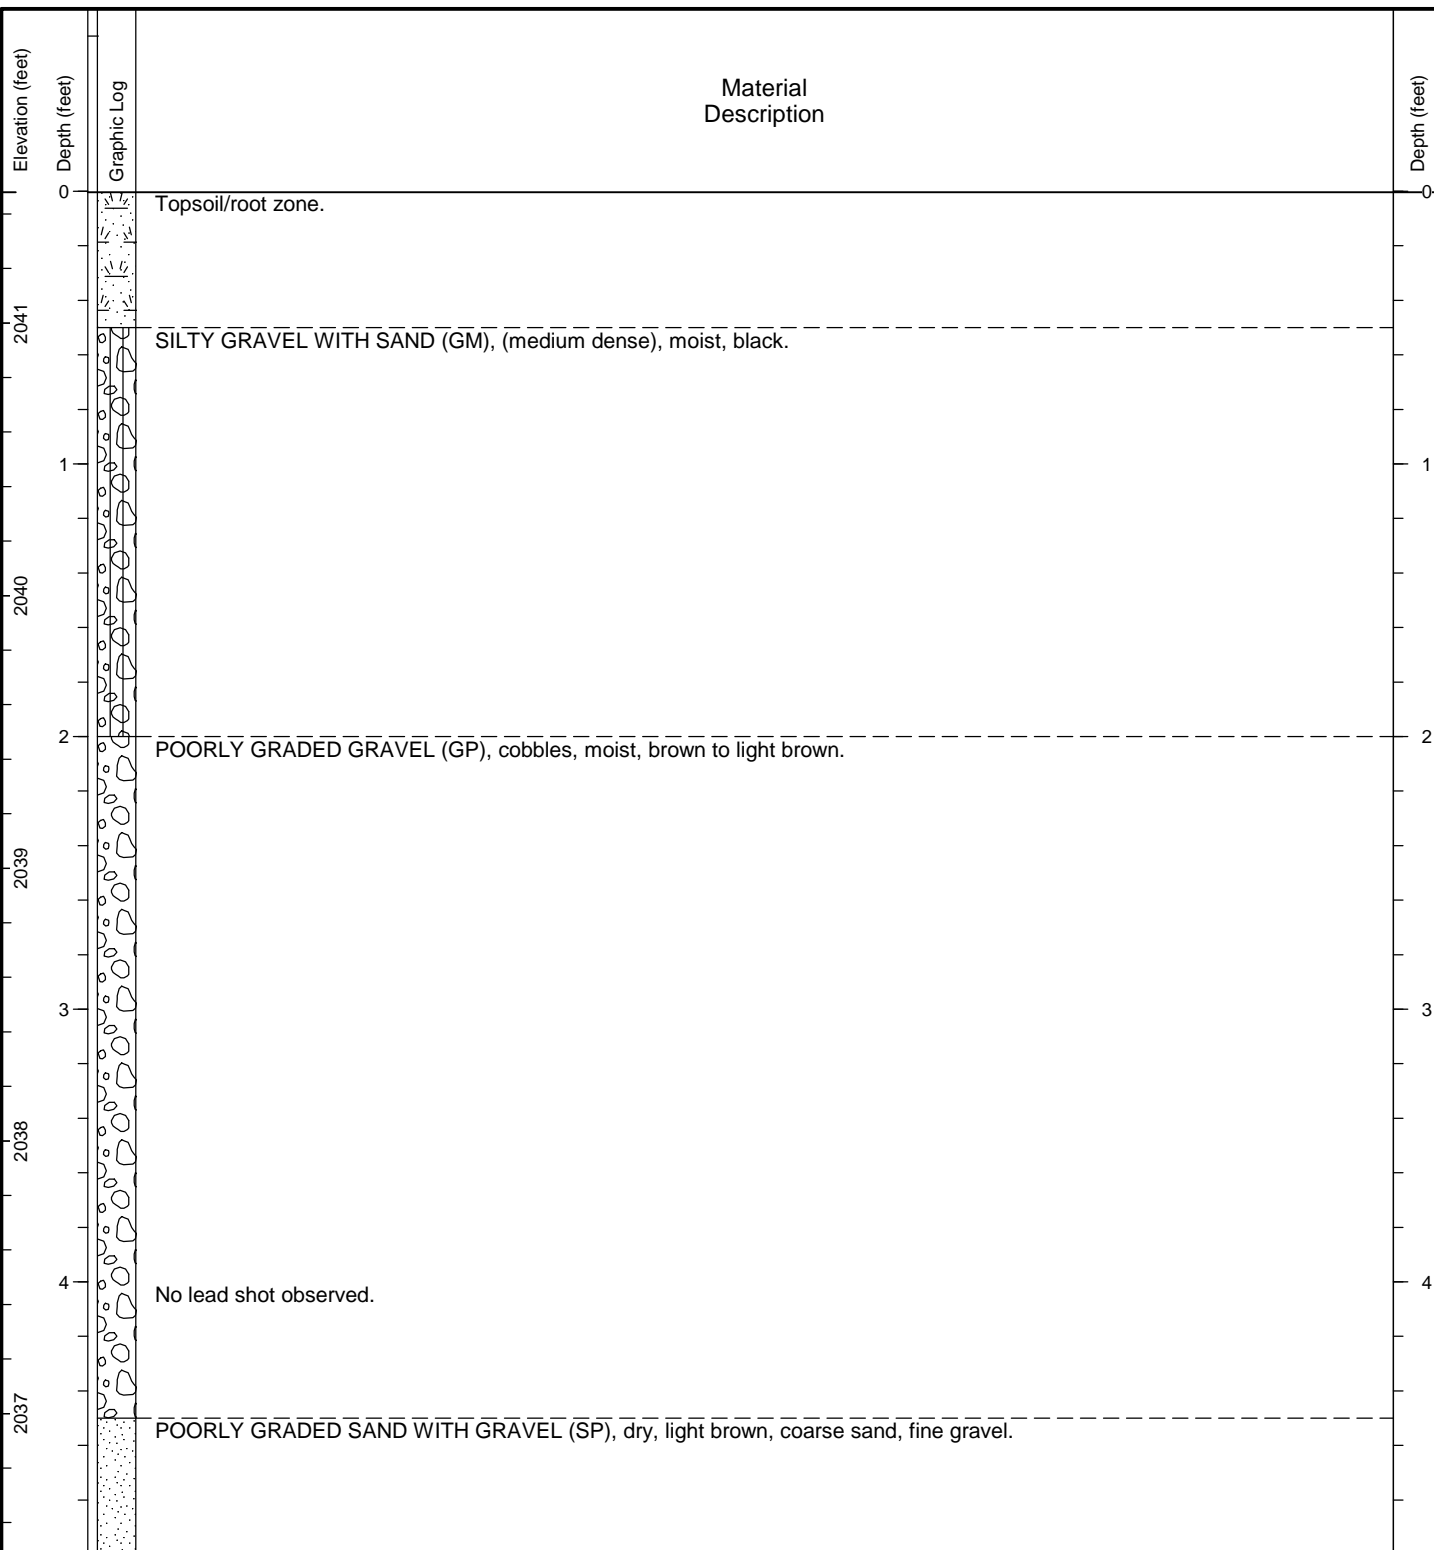 Elevation (feet)
Depth (feet)
Graphic Log
Material
Description
Depth (feet)
0
Topsoil/root zone.
0
2041
SILTY GRAVEL WITH SAND (GM), (medium dense), moist, black.
1
1
2040
2
POORLY GRADED GRAVEL (GP), cobbles, moist, brown to light brown.
2
2039
3
3
2038
4
No lead shot observed.
4
2037
POORLY GRADED SAND WITH GRAVEL (SP), dry, light brown, coarse sand, fine gravel.